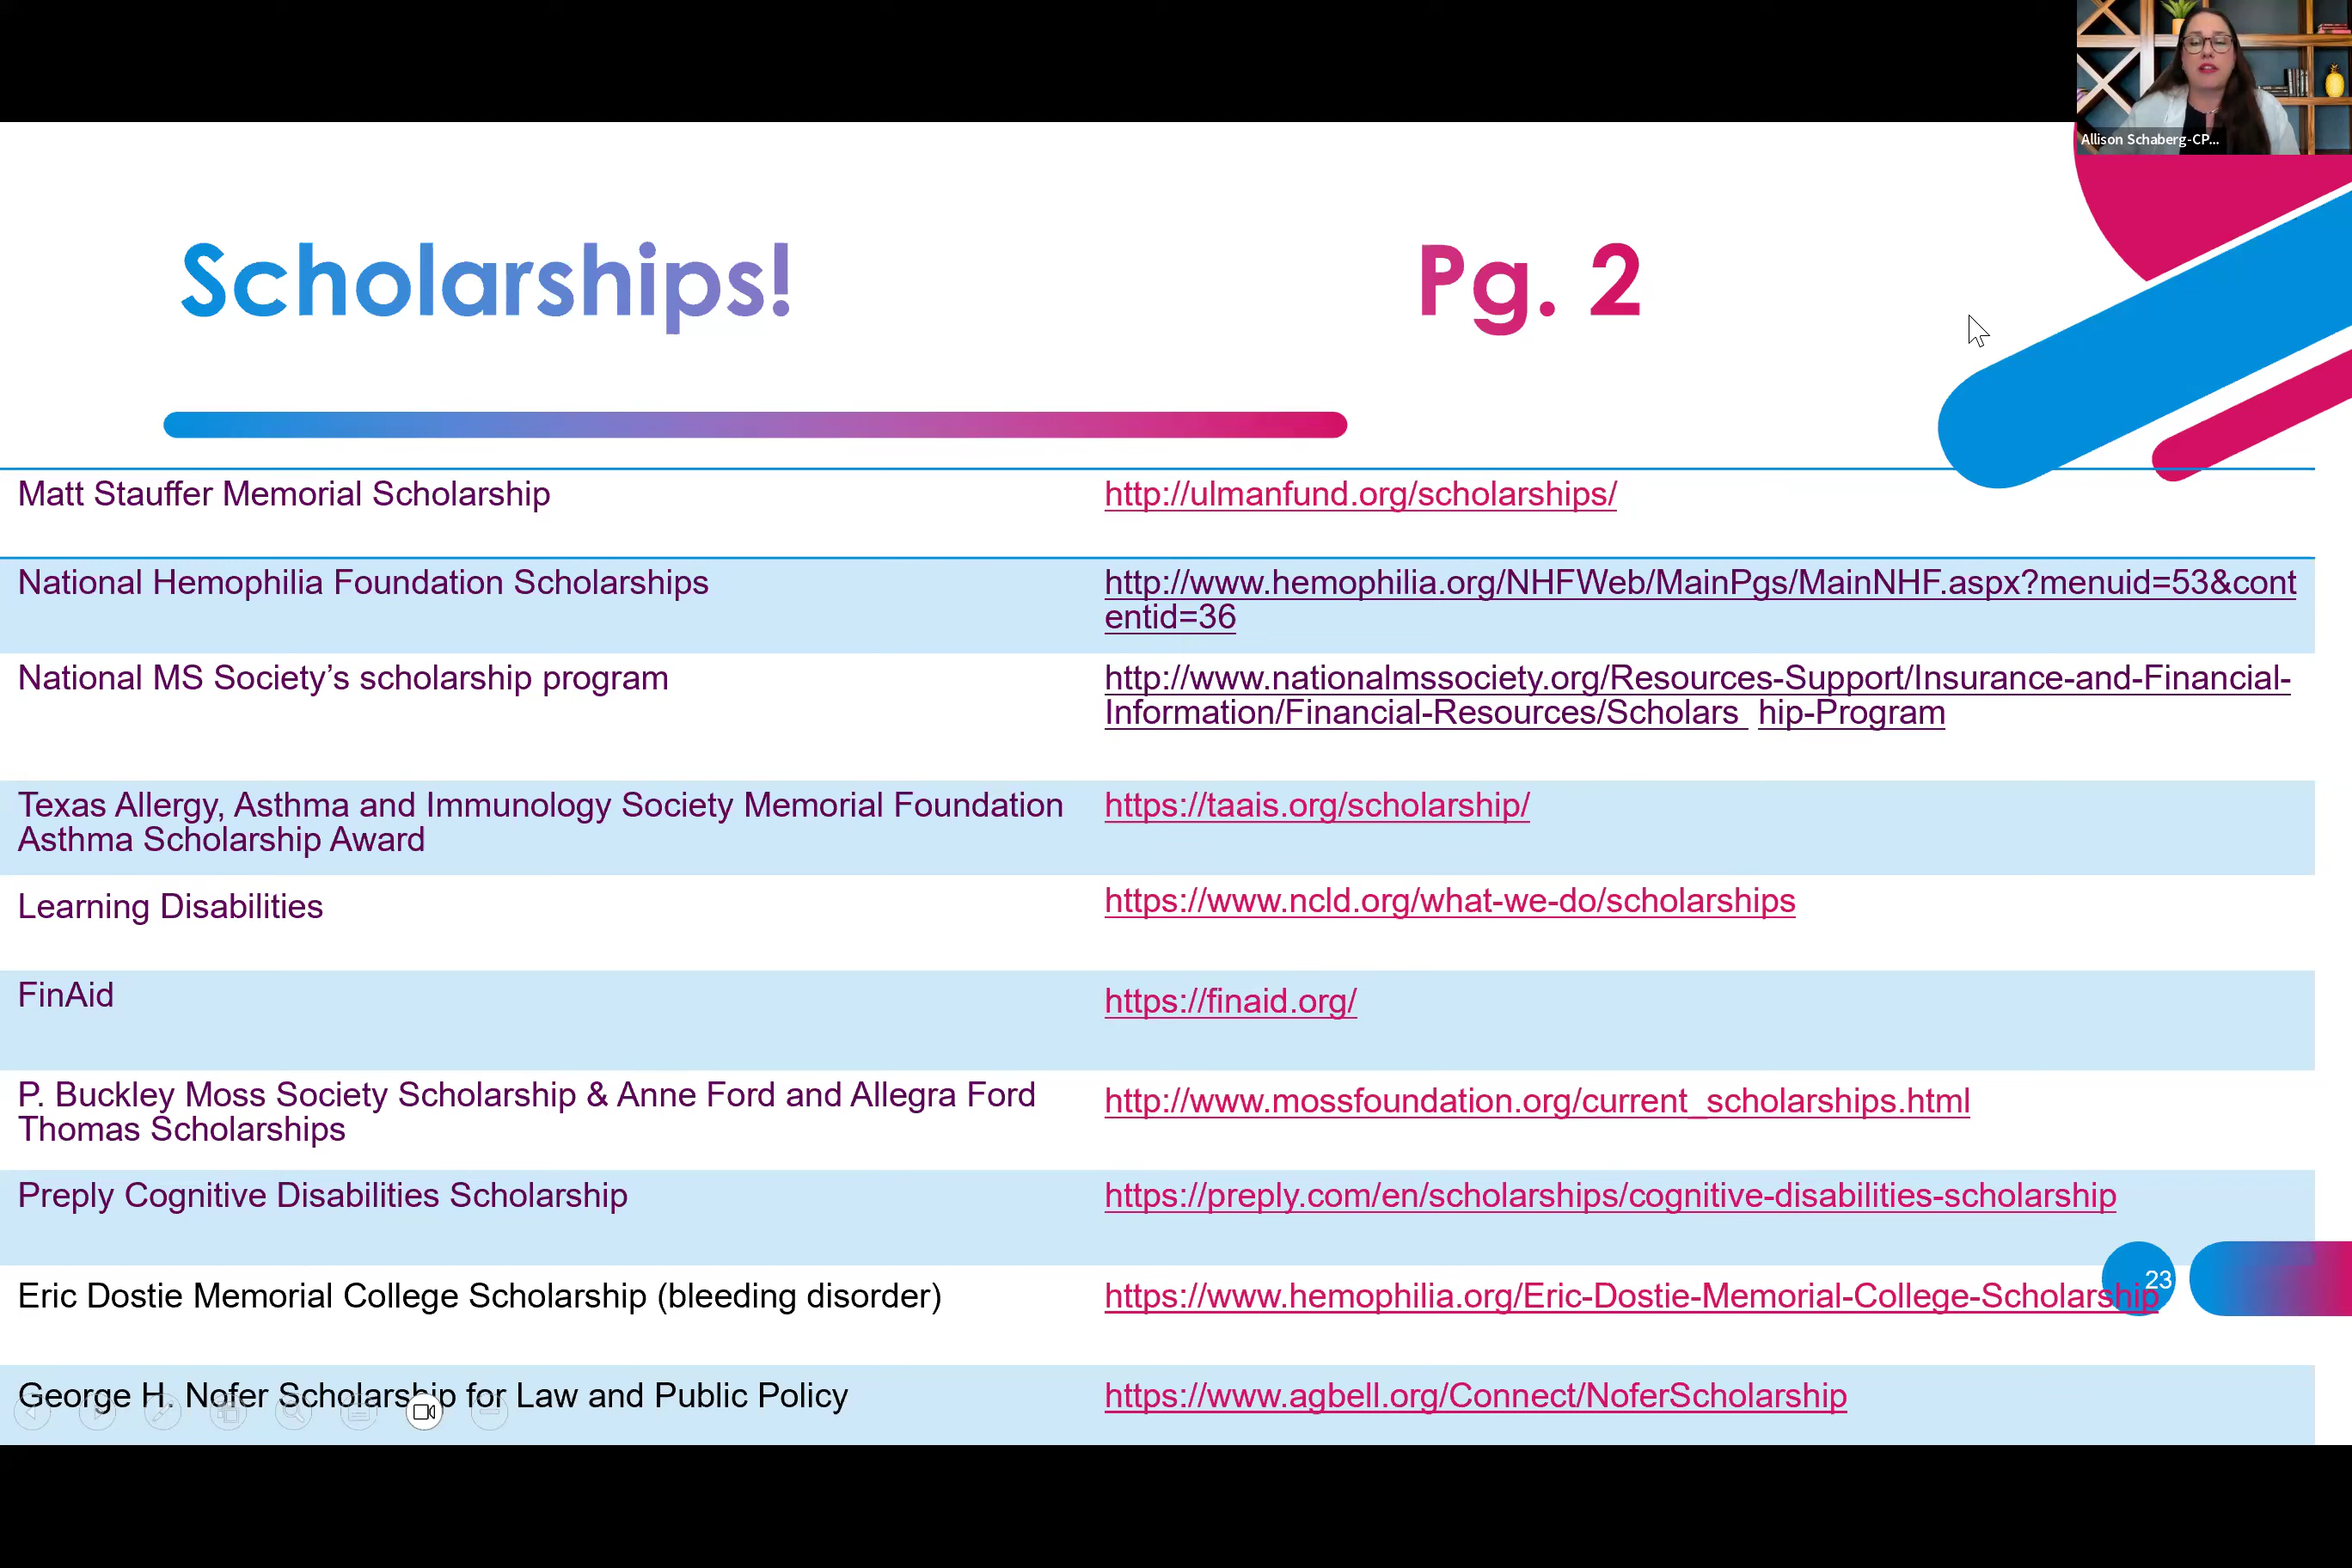 Allison Schaberg-CP...
Scholarships! Pg. 2
Matt Stauffer Memorial Scholarship
http://ulmanfund.org/scholarships/
National Hemophilia Foundation Scholarships
http://www.hemophilia.org/NHFWeb/MainPgs/MainNHF.aspx?menuid=53&cont
entid=36
National MS Society’s scholarship program
http://www.nationalmssociety.org/Resources-Support/Insurance-and-Financial-
Information/Financial-Resources/Scholars hip-Program
Texas Allergy, Asthma and Immunology Society Memorial Foundation
Asthma Scholarship Award
https://taais.org/scholarship/
Learning Disabilities
https://www.ncld.org/what-we-do/scholarships
FinAid
https://finaid.org/
P. Buckley Moss Society Scholarship & Anne Ford and Allegra Ford
Thomas Scholarships
http://www.mossfoundation.org/current_scholarships.html
Preply Cognitive Disabilities Scholarship
https://preply.com/en/scholarships/cognitive-disabilities-scholarship
Eric Dostie Memorial College Scholarship (bleeding disorder)
https://www.hemophilia.org/Eric-Dostie-Memorial-College-Scholarship
23
George H. Nofer Scholarship for Law and Public Policy
https://www.agbell.org/Connect/NoferScholarship